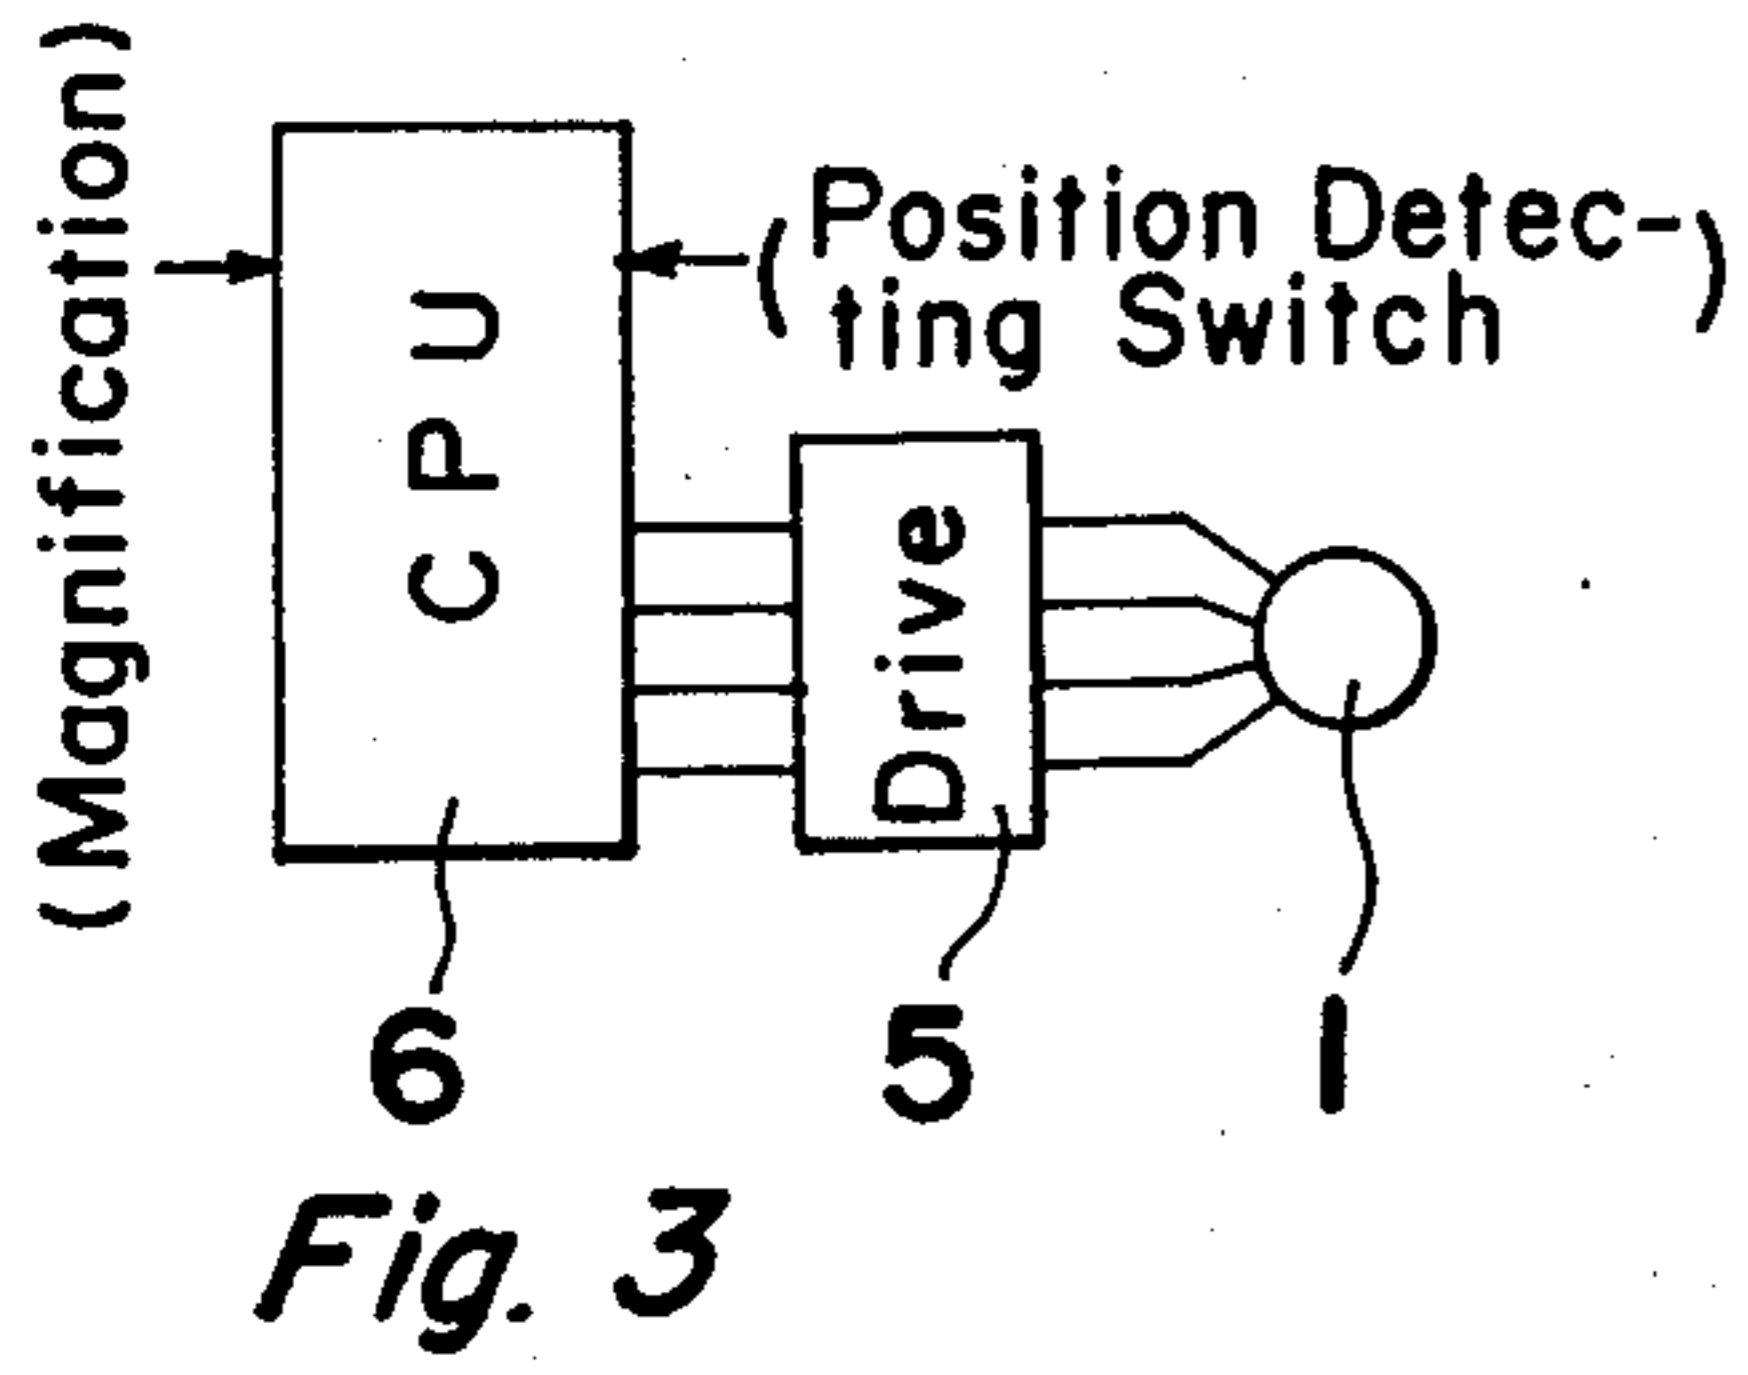 (Magnification)
CPU
(Position Detec-
ting Switch)
Drive
6
5
1
Fig. 3